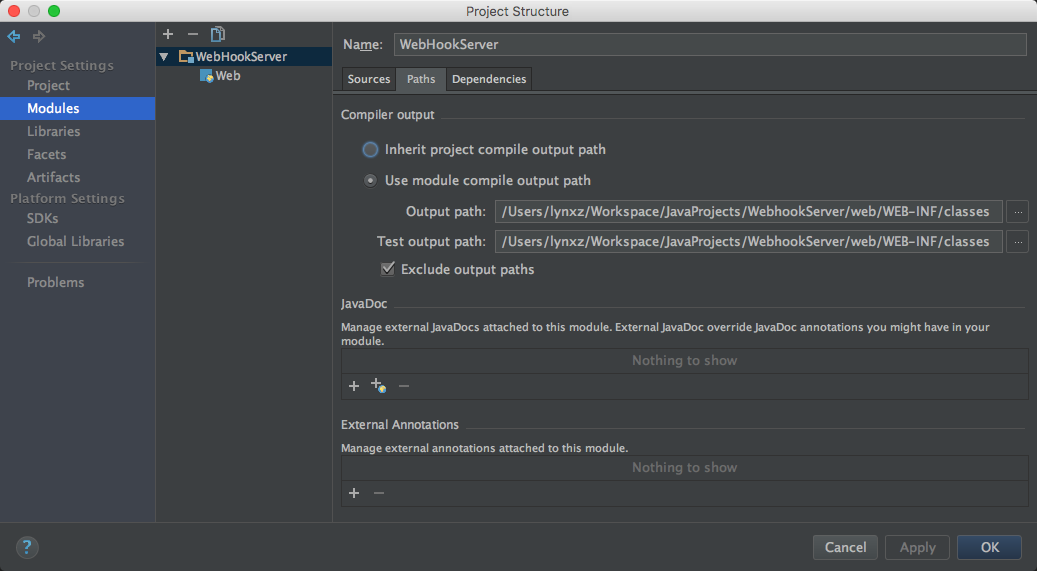 Project Structure
Project Settings
Project
Modules
Libraries
Facets
Artifacts
Platform Settings
SDKs
Global Libraries
Problems
?
WebHookServer
Web
Name: WebHookServer
Sources Paths Dependencies
Compiler output
Inherit project compile output path
Use module compile output path
Output path: /Users/lynxz/Workspace/JavaProjects/WebhookServer/web/WEB-INF/classes ...
Test output path: /Users/lynxz/Workspace/JavaProjects/WebhookServer/web/WEB-INF/classes ...
Exclude output paths
JavaDoc
Manage external JavaDocs attached to this module. External JavaDoc override JavaDoc annotations you might have in your
module.
Nothing to show
External Annotations
Manage external annotations attached to this module.
Nothing to show
Cancel Apply OK